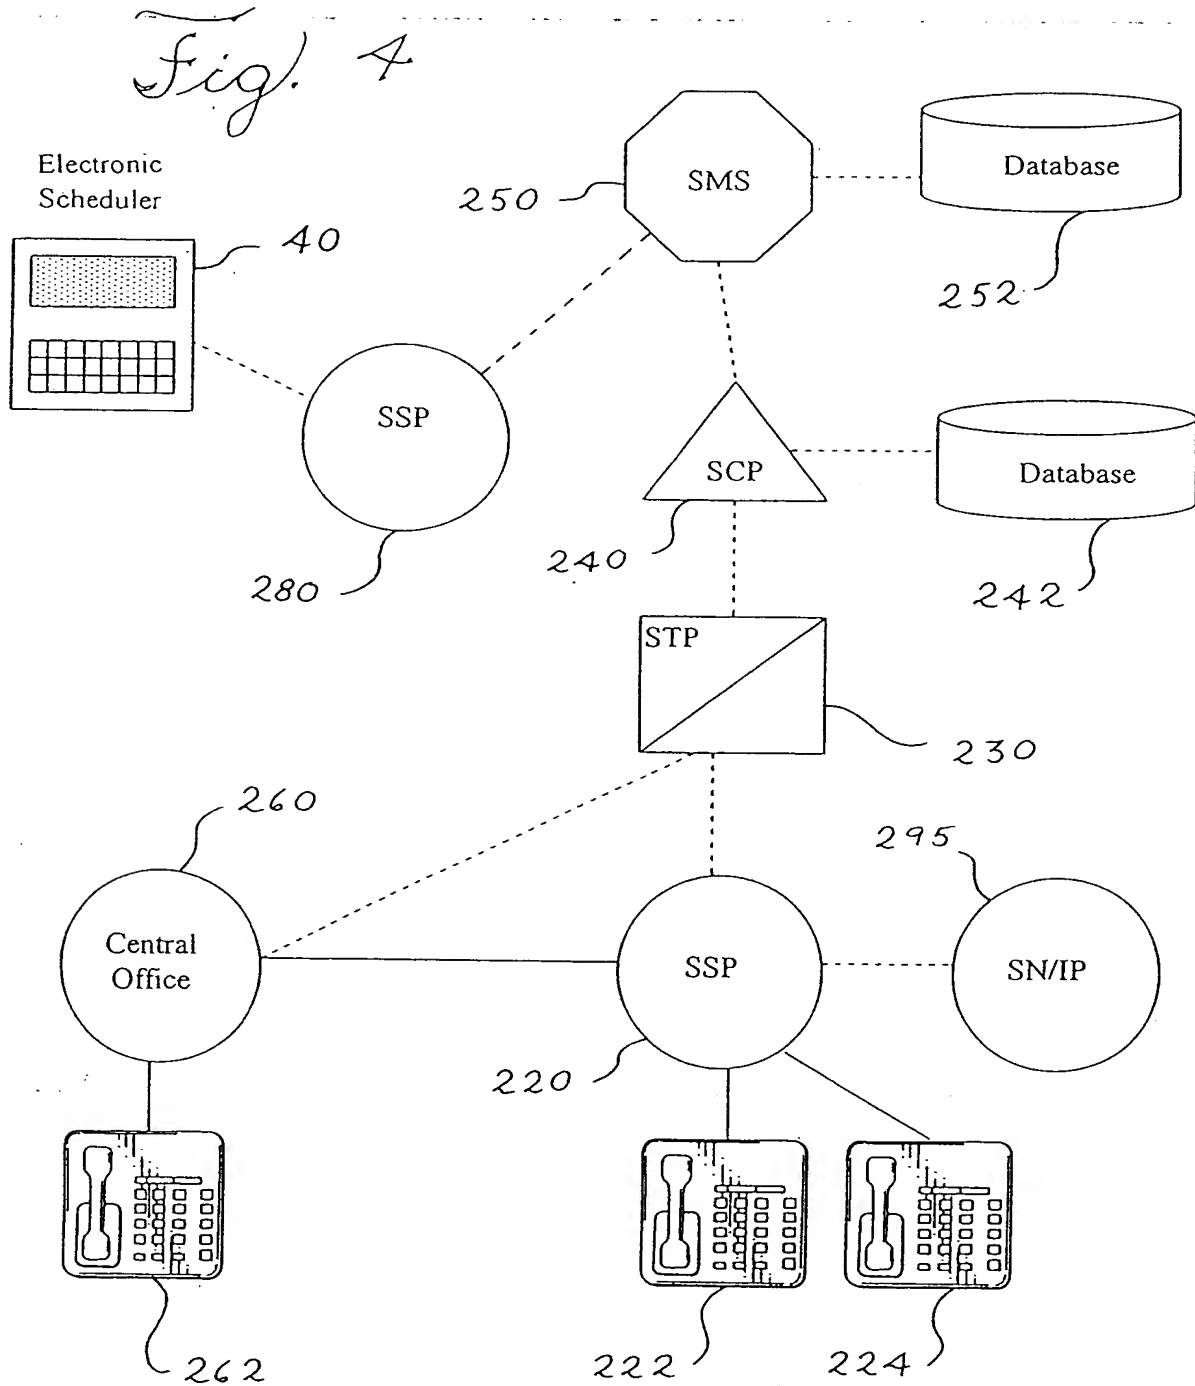 Fig. 4
Electronic
Scheduler
40
SMS
250
Database
252
SSP
280
SCP
240
Database
242
STP
230
260
295
Central
Office
SSP
SN/IP
220
262
222
224